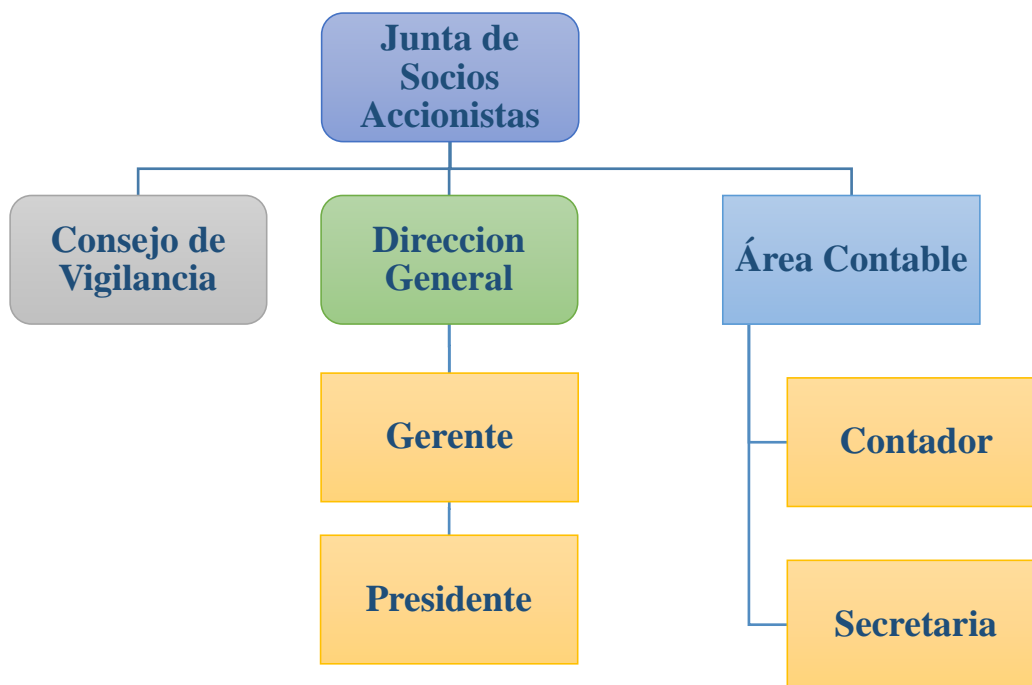 Junta de
Socios
Accionistas
Consejo de
Vigilancia
Direccion
General
Área Contable
Gerente
Contador
Presidente
Secretaria